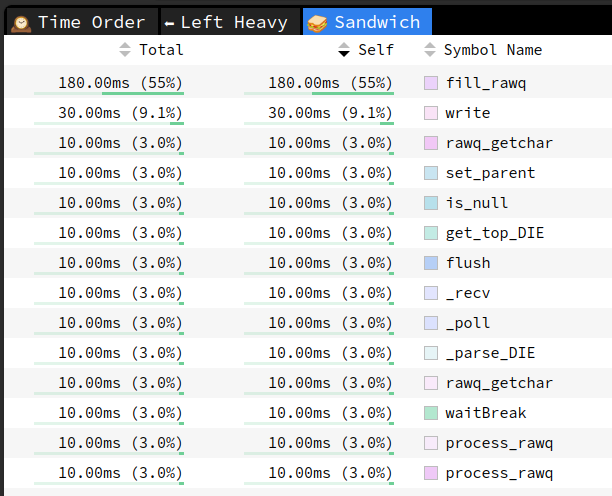 Time Order Left Heavy Sandwich
Total Self Symbol Name
180.00ms (55%) 180.00ms (55%) fill_rawq
30.00ms (9.1%) 30.00ms (9.1%) write
10.00ms (3.0%) 10.00ms (3.0%) rawq_getchar
10.00ms (3.0%) 10.00ms (3.0%) set_parent
10.00ms (3.0%) 10.00ms (3.0%) is_null
10.00ms (3.0%) 10.00ms (3.0%) get_top_DIE
10.00ms (3.0%) 10.00ms (3.0%) flush
10.00ms (3.0%) 10.00ms (3.0%) _recv
10.00ms (3.0%) 10.00ms (3.0%) _poll
10.00ms (3.0%) 10.00ms (3.0%) _parse_DIE
10.00ms (3.0%) 10.00ms (3.0%) rawq_getchar
10.00ms (3.0%) 10.00ms (3.0%) waitBreak
10.00ms (3.0%) 10.00ms (3.0%) process_rawq
10.00ms (3.0%) 10.00ms (3.0%) process_rawq